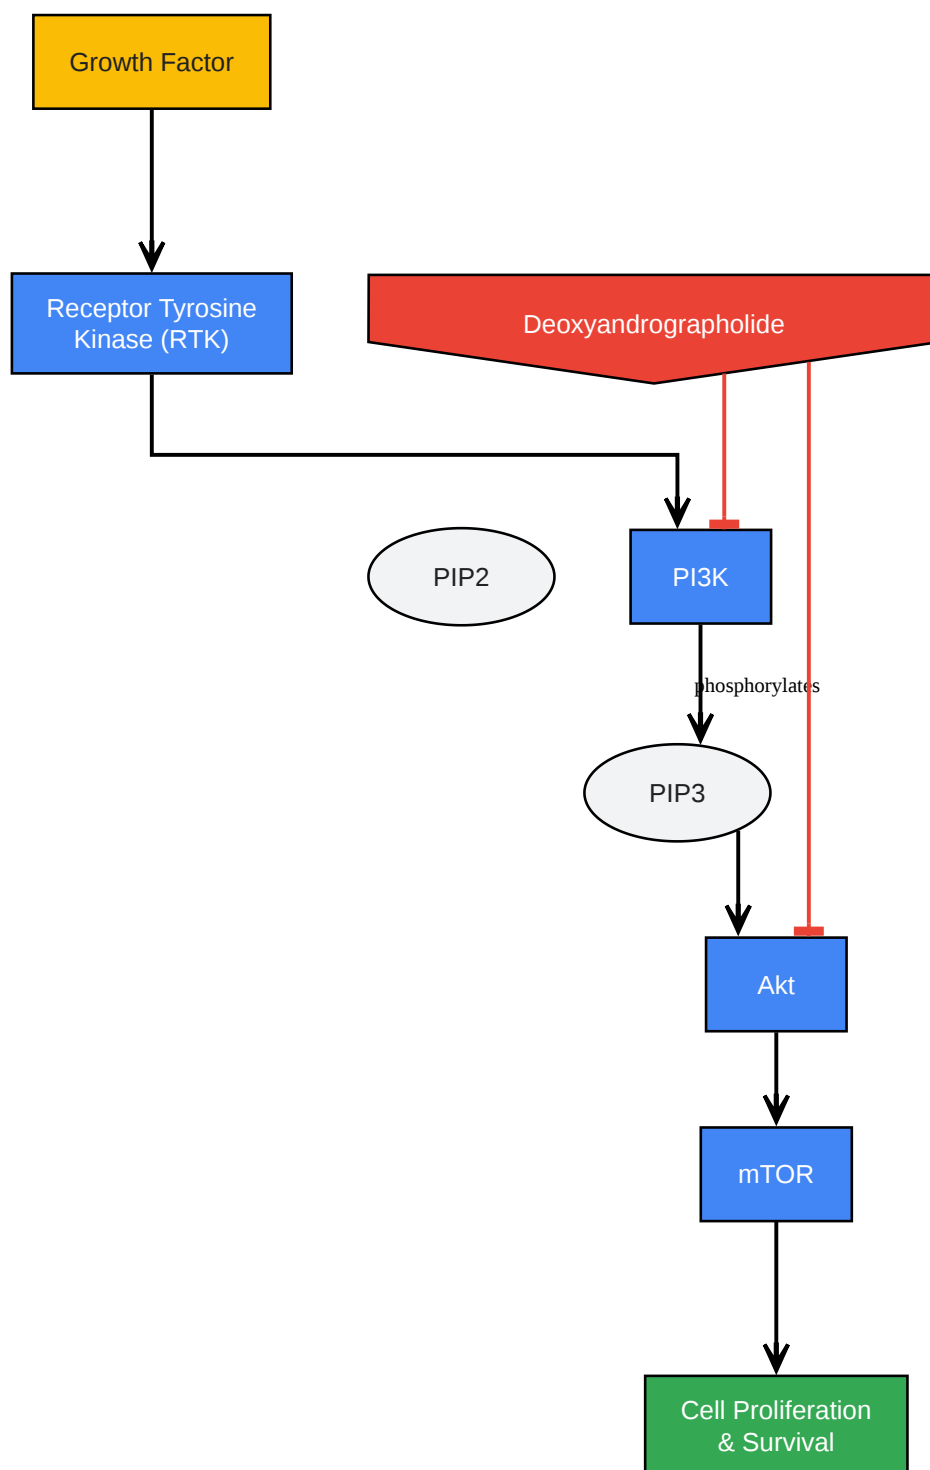 Growth Factor
Receptor Tyrosine
Kinase (RTK)
Deoxyandrographolide
PIP2
PI3K
phosphorylates
PIP3
Akt
mTOR
Cell Proliferation
& Survival